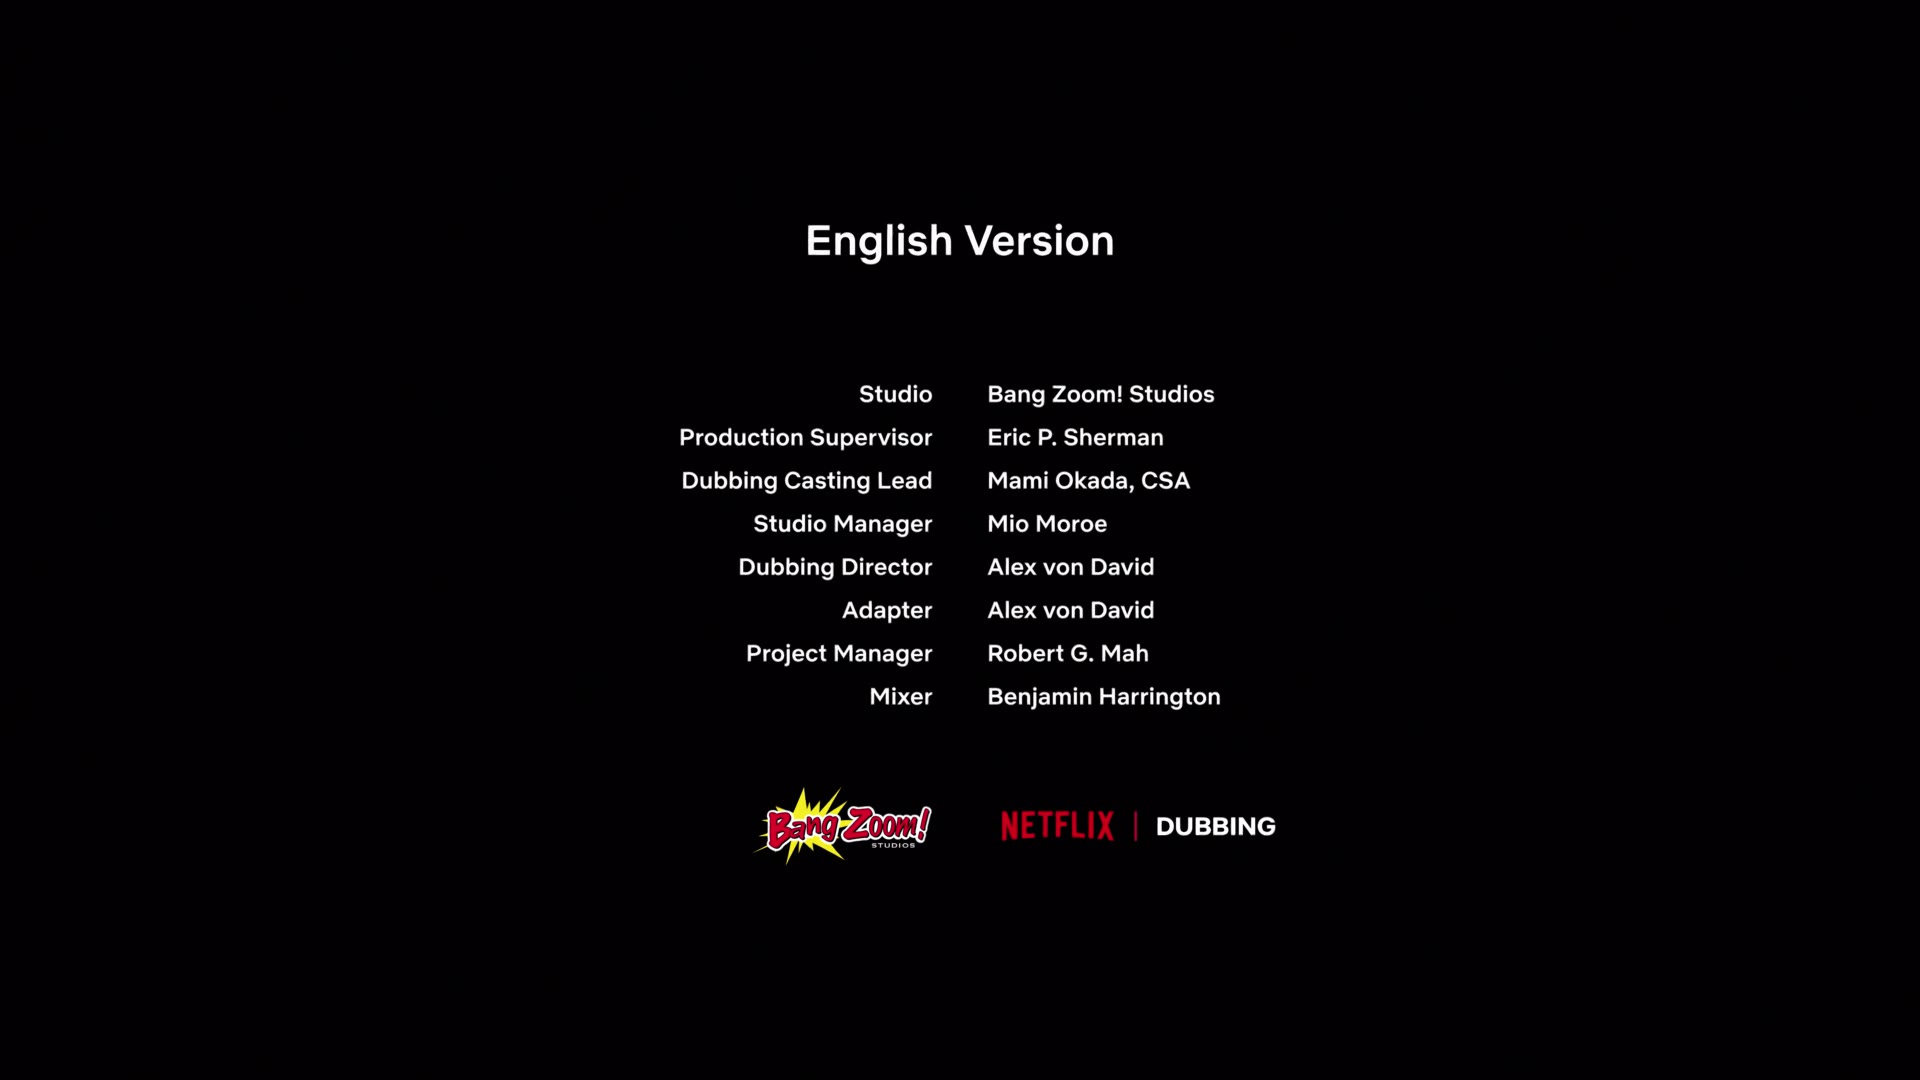 English Version
Studio Bang Zoom! Studios
Production Supervisor Eric P. Sherman
Dubbing Casting Lead Mami Okada, CSA
Studio Manager Mio Moroe
Dubbing Director Alex von David
Adapter Alex von David
Project Manager Robert G. Mah
Mixer Benjamin Harrington
Bang Zoom! STUDIOS
NETFLIX | DUBBING